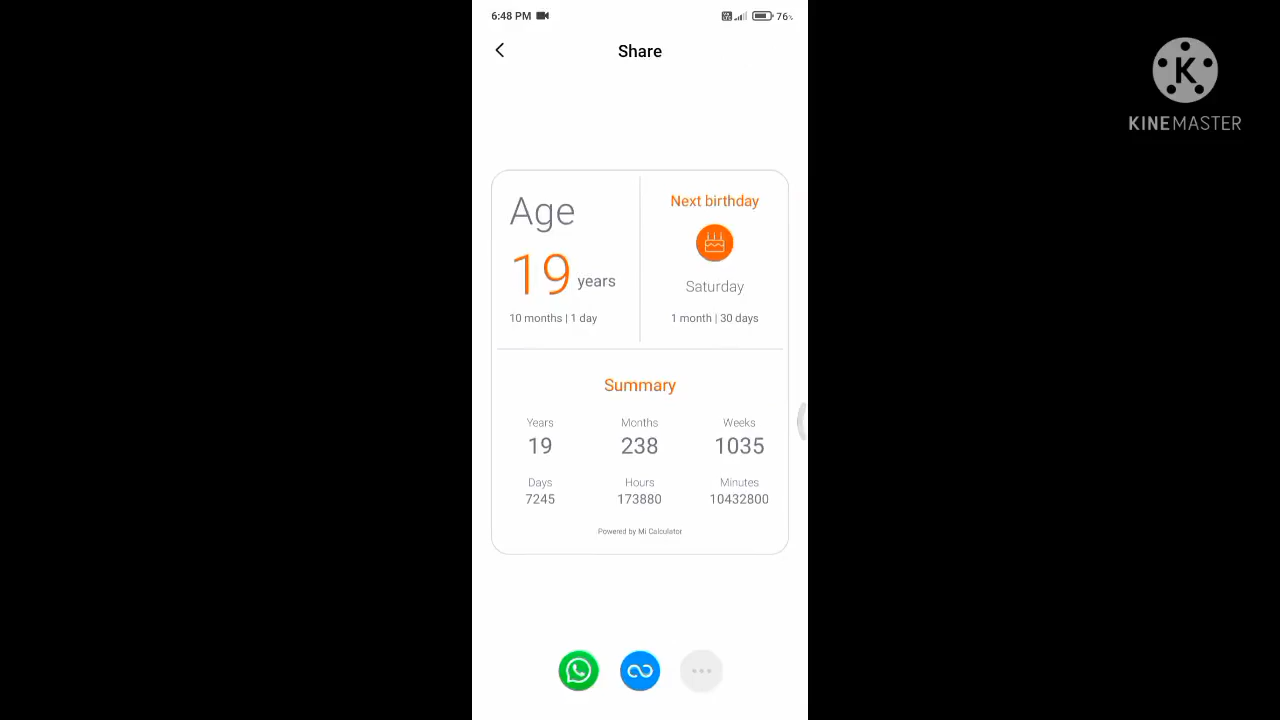 6:48 PM
76%
Share
KINEMASTER
Age
19 years
10 months | 1 day
Next birthday
Saturday
1 month | 30 days
Summary
Years Months Weeks
19 238 1035
Days Hours Minutes
7245 173880 10432800
Powered by Mi Calculator